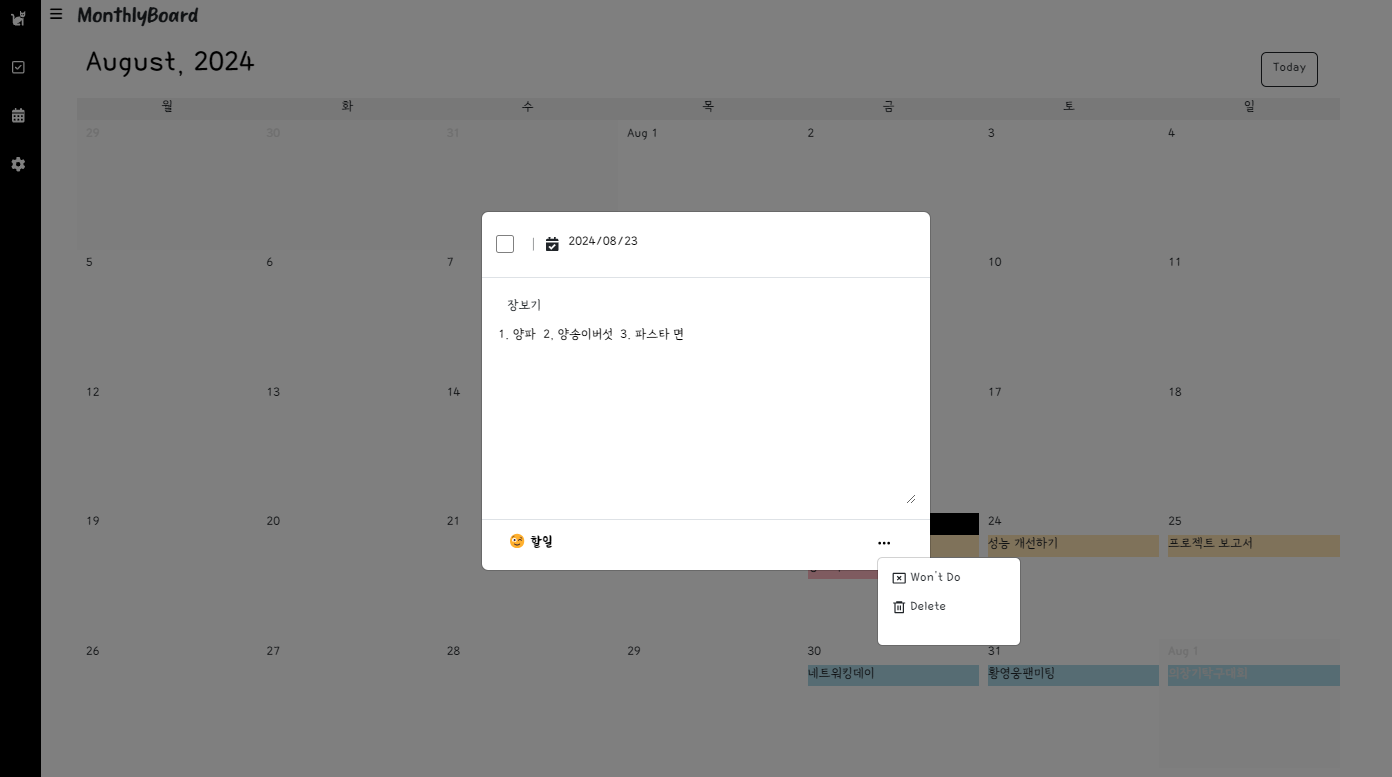 MonthlyBoard
August, 2024
Today
월 화 수 목 금 토 일
29 30 31 Aug 1 2 3 4
2024/08/23
장보기
1. 양파 2. 양송이버섯 3. 파스타 면
5 6 7 10 11
12 13 14 17 18
19 20 21 24 25
성능 개선하기 프로젝트 보고서
😉 할일
Won't Do
Delete
26 27 28 29 30 31 Aug 1
네트워킹데이 황영웅팬미팅